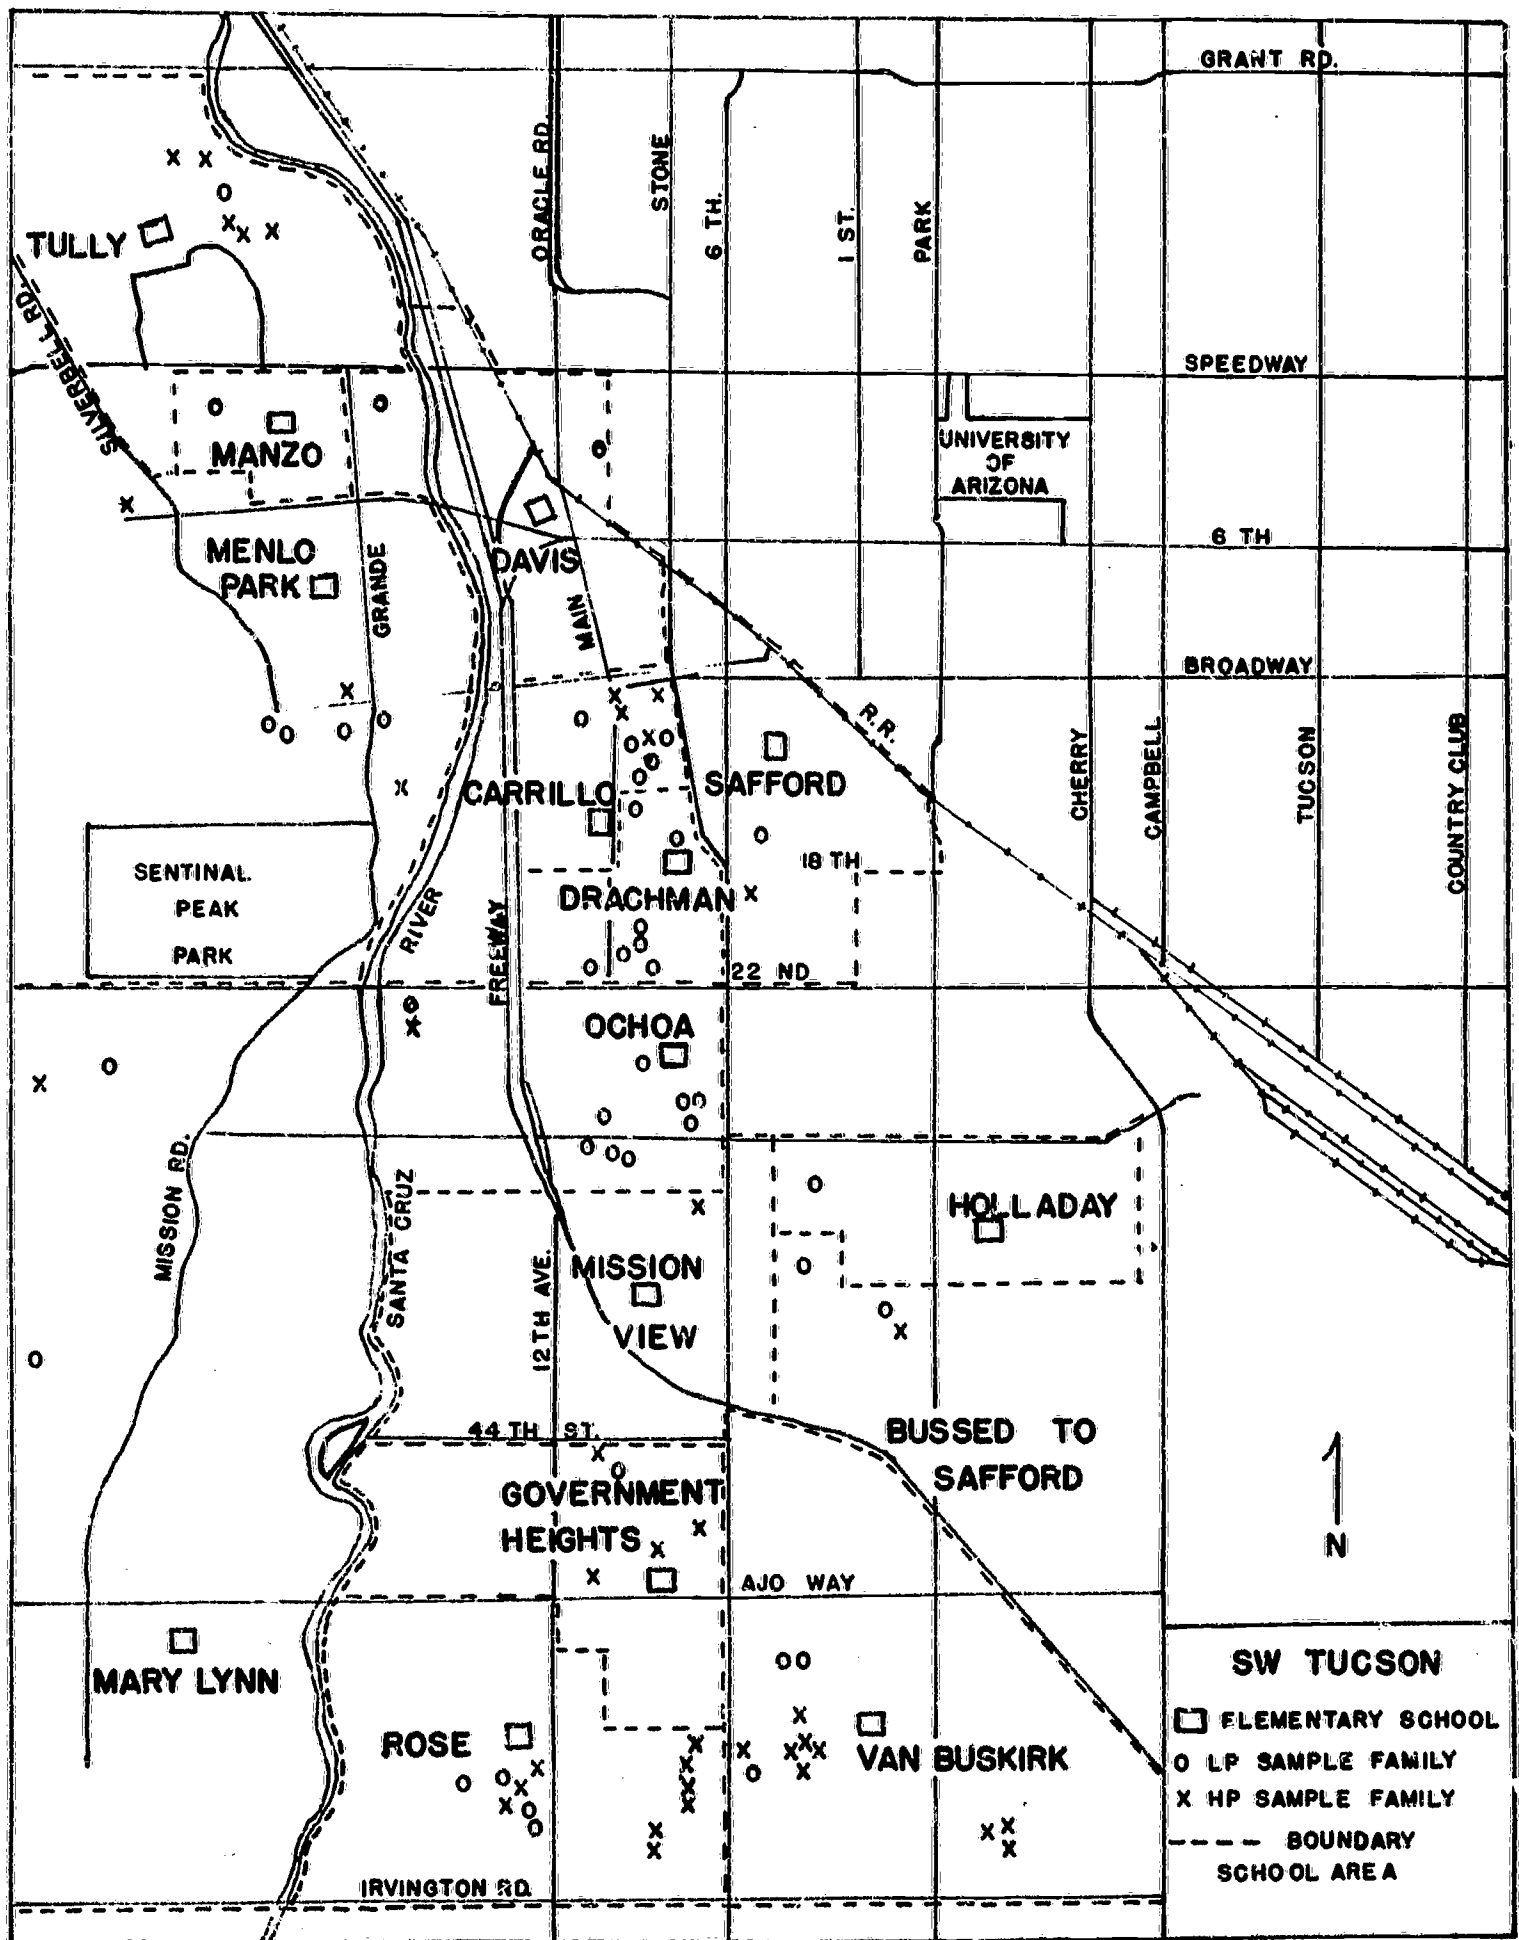 GRANT RD.
ORACLE RD.
STONE
6 TH.
1 ST.
PARK
TULLY
SILVERBELL RD.
SPEEDWAY
MANZO
UNIVERSITY
OF
ARIZONA
MENLO
PARK
GRANDE
DAVIS
6 TH
MAIN
BROADWAY
R.R.
CARRILLO
SAFFORD
CHERRY
CAMPBELL
TUCSON
COUNTRY CLUB
SENTINAL
PEAK
PARK
18 TH
DRACHMAN
RIVER
FREEWAY
22 ND
OCHOA
MISSION RD.
SANTA CRUZ
HOLLADAY
12TH AVE.
MISSION
VIEW
44 TH ST.
BUSSED TO
SAFFORD
GOVERNMENT
HEIGHTS
N
AJO WAY
MARY LYNN
ROSE
VAN BUSKIRK
IRVINGTON RD.
SW TUCSON
ELEMENTARY SCHOOL
O LP SAMPLE FAMILY
X HP SAMPLE FAMILY
---- BOUNDARY
SCHOOL AREA